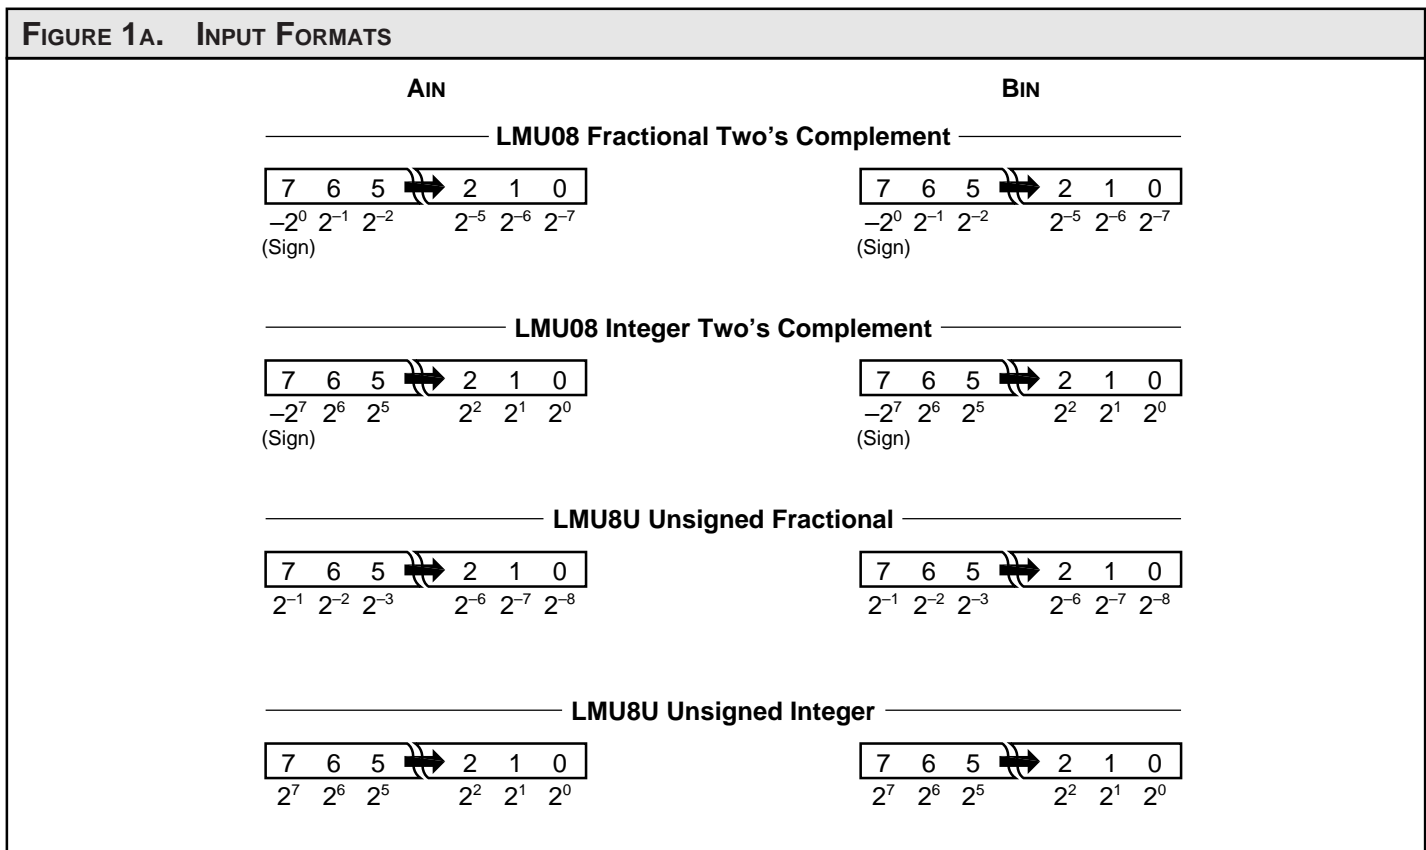 FIGURE 1A. INPUT FORMATS
AIN BIN
LMU08 Fractional Two's Complement
7 6 5 2 1 0 7 6 5 2 1 0
–2⁰ 2⁻¹ 2⁻² 2⁻⁵ 2⁻⁶ 2⁻⁷ –2⁰ 2⁻¹ 2⁻² 2⁻⁵ 2⁻⁶ 2⁻⁷
(Sign) (Sign)
LMU08 Integer Two's Complement
7 6 5 2 1 0 7 6 5 2 1 0
–2⁷ 2⁶ 2⁵ 2² 2¹ 2⁰ –2⁷ 2⁶ 2⁵ 2² 2¹ 2⁰
(Sign) (Sign)
LMU8U Unsigned Fractional
7 6 5 2 1 0 7 6 5 2 1 0
2⁻¹ 2⁻² 2⁻³ 2⁻⁶ 2⁻⁷ 2⁻⁸ 2⁻¹ 2⁻² 2⁻³ 2⁻⁶ 2⁻⁷ 2⁻⁸
LMU8U Unsigned Integer
7 6 5 2 1 0 7 6 5 2 1 0
2⁷ 2⁶ 2⁵ 2² 2¹ 2⁰ 2⁷ 2⁶ 2⁵ 2² 2¹ 2⁰